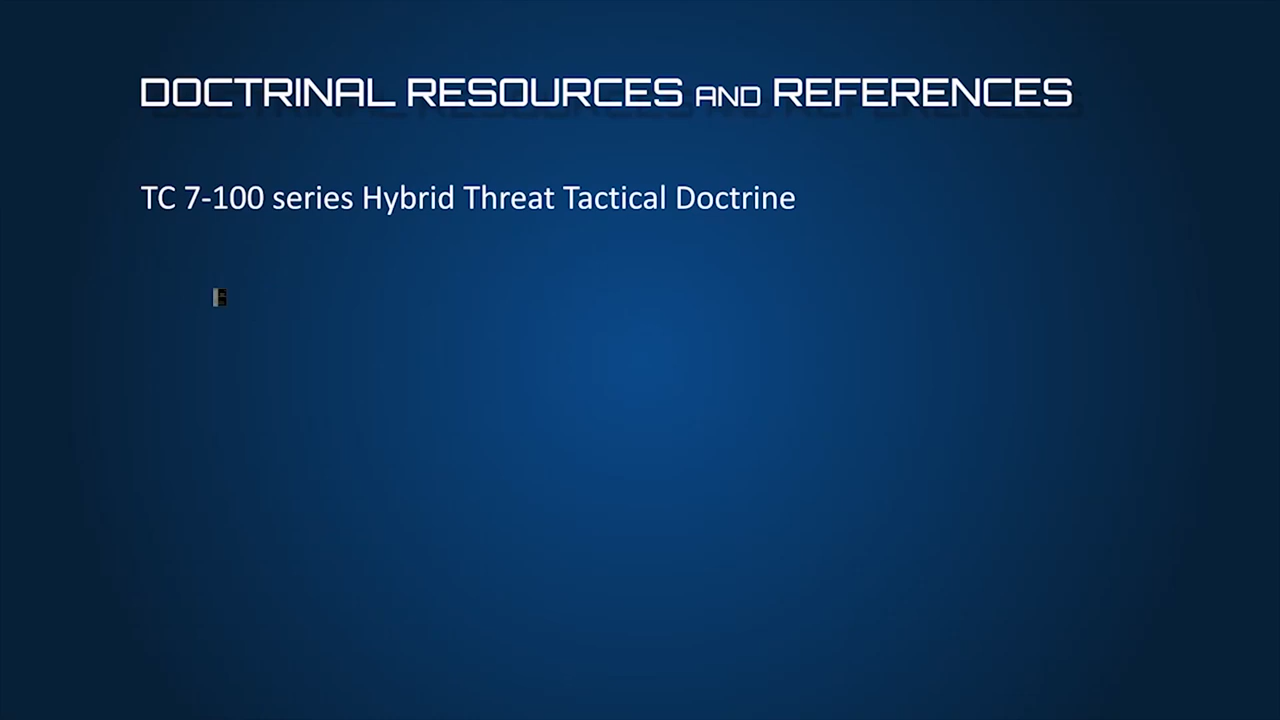 DOCTRINAL RESOURCES AND REFERENCES
TC 7-100 series Hybrid Threat Tactical Doctrine